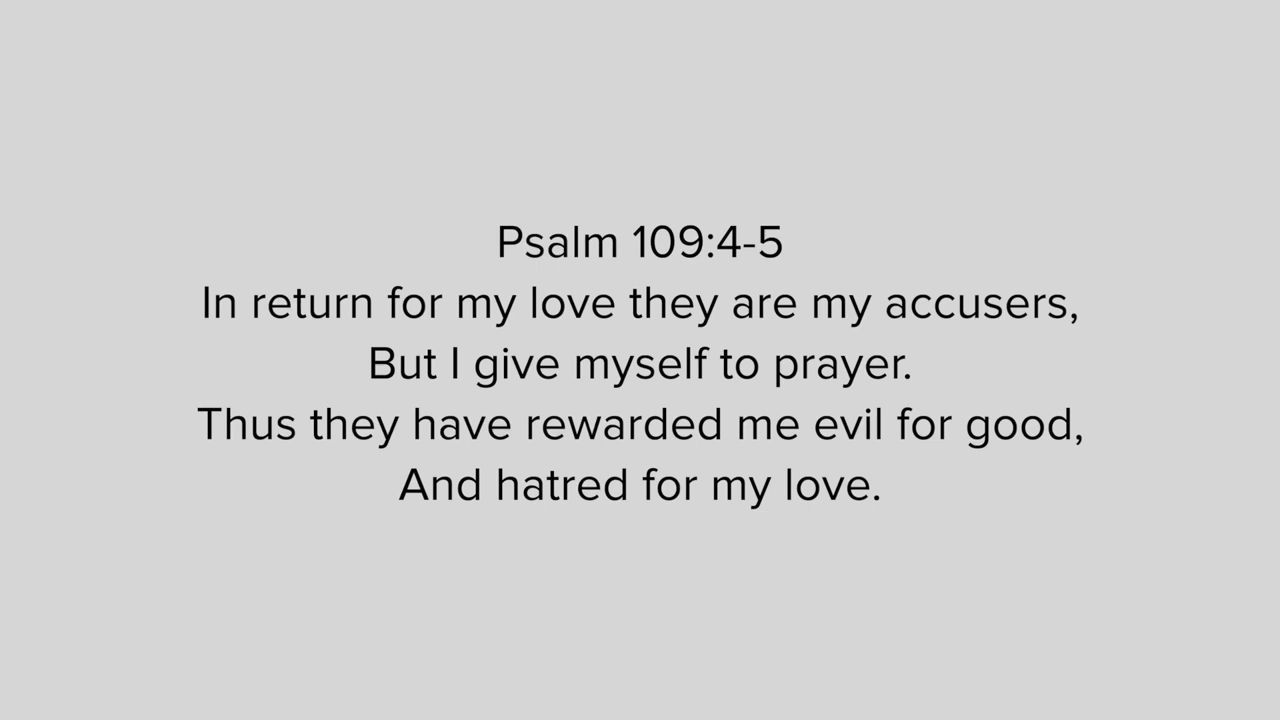 Psalm 109:4-5
In return for my love they are my accusers,
But I give myself to prayer.
Thus they have rewarded me evil for good,
And hatred for my love.